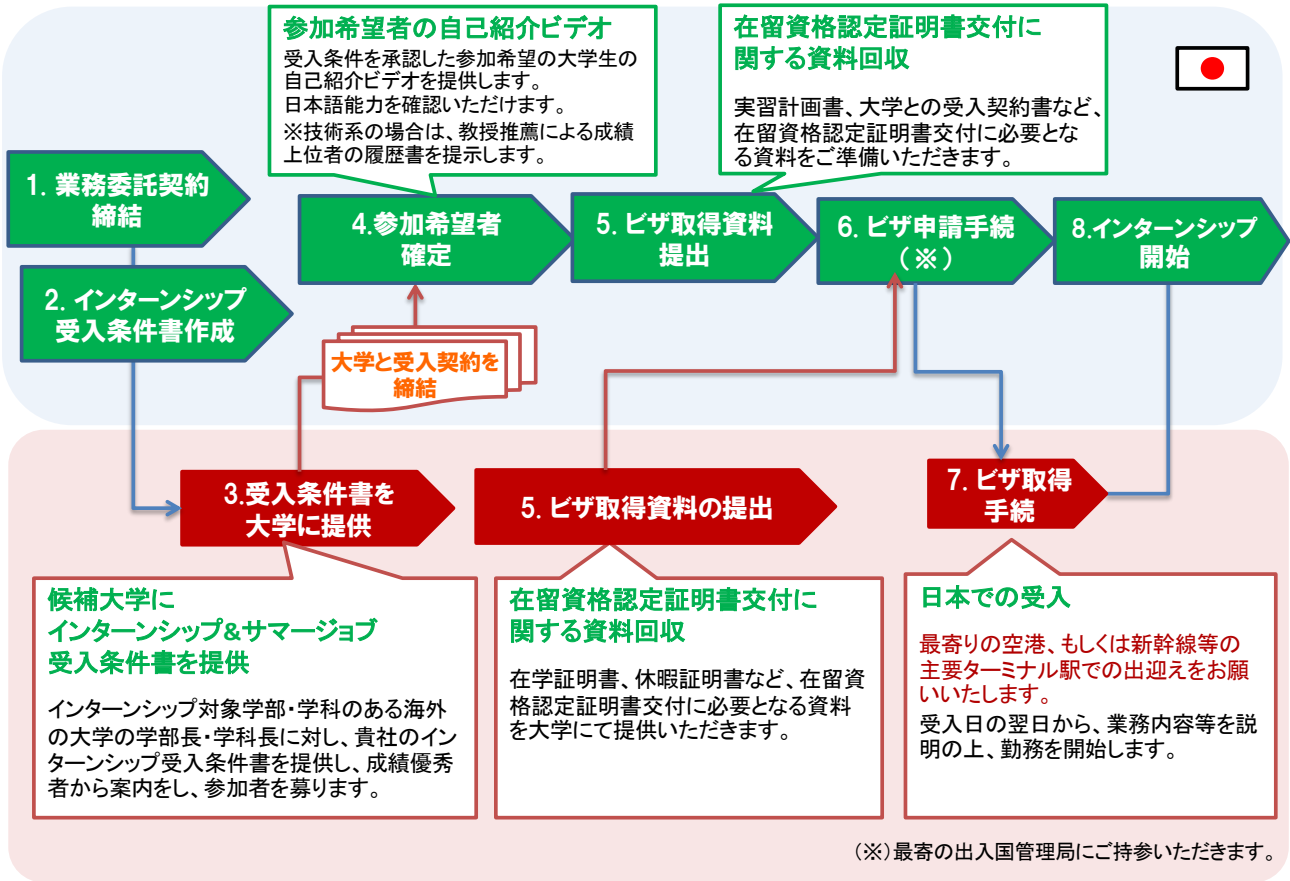 参加希望者の自己紹介ビデオ
受入条件を承認した参加希望の大学生の
自己紹介ビデオを提供します。
日本語能力を確認いただけます。
※技術系の場合は、教授推薦による成績
上位者の履歴書を提示します。
在留資格認定証明書交付に
関する資料回収
実習計画書、大学との受入契約書など、
在留資格認定証明書交付に必要とな
る資料をご準備いただきます。
1. 業務委託契約
締結
2. インターンシップ
受入条件書作成
4.参加希望者
確定
5. ビザ取得資料
提出
6. ビザ申請手続
(※)
8.インターンシップ
開始
大学と受入契約を
締結
3.受入条件書を
大学に提供
5. ビザ取得資料の提出
7. ビザ取得
手続
候補大学に
インターンシップ&サマージョブ
受入条件書を提供
インターンシップ対象学部・学科のある海外
の大学の学部長・学科長に対し、貴社のイン
ターンシップ受入条件書を提供し、成績優秀
者から案内をし、参加者を募ります。
在留資格認定証明書交付に
関する資料回収
在学証明書、休暇証明書など、在留資
格認定証明書交付に必要となる資料
を大学にて提供いただきます。
日本での受入
最寄りの空港、もしくは新幹線等の
主要ターミナル駅での出迎えをお願
いいたします。
受入日の翌日から、業務内容等を説
明の上、勤務を開始します。
(※)最寄の出入国管理局にご持参いただきます。